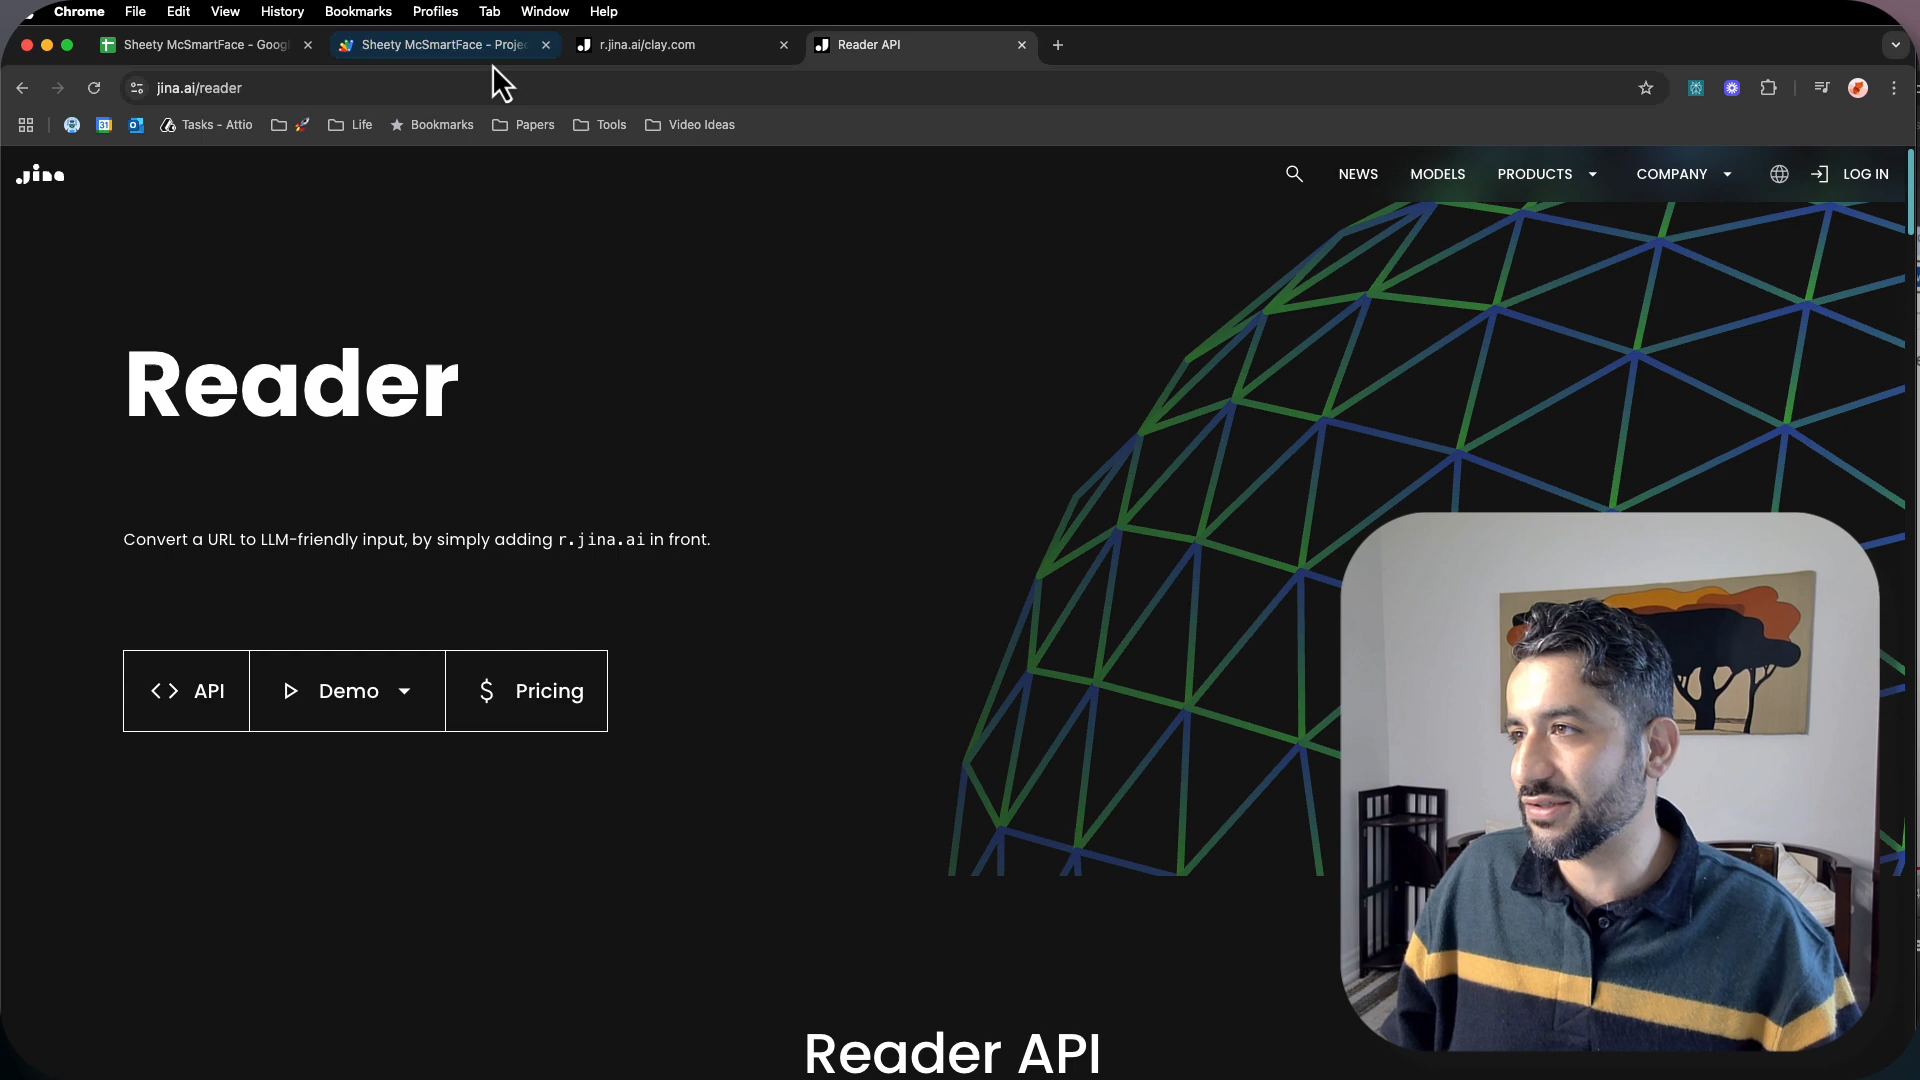 Chrome File Edit View History Bookmarks Profiles Tab Window Help
Sheety McSmartFace - Goog
Sheety McSmartFace - Projec
r.jina.ai/clay.com
Reader API
jina.ai/reader
31
Tasks - Attio
Life
Bookmarks
Papers
Tools
Video Ideas
jina
NEWS
MODELS
PRODUCTS
COMPANY
LOG IN
Reader
Convert a URL to LLM-friendly input, by simply adding r.jina.ai in front.
API
Demo
Pricing
Reader API